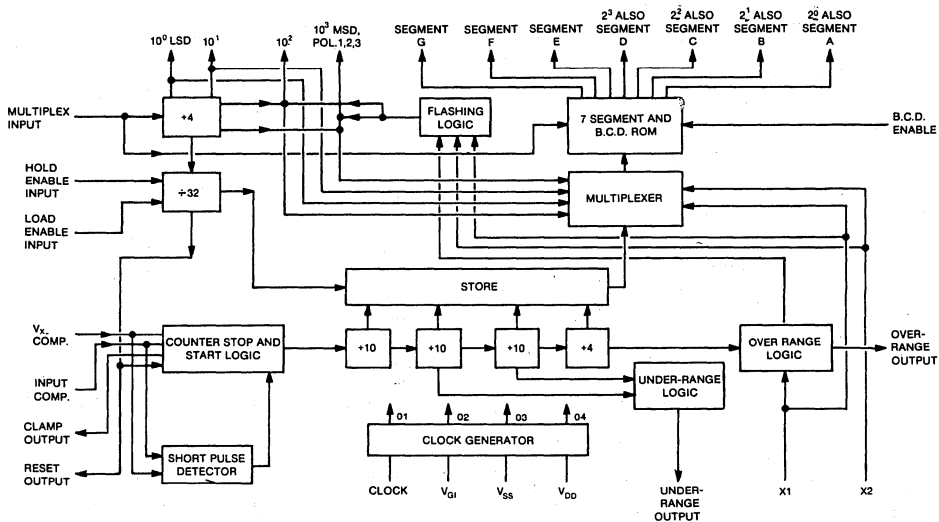 10⁰ LSD
10¹
10²
10³ MSD,
POL.1,2,3
SEGMENT
G
SEGMENT
F
SEGMENT
E
2³ ALSO
SEGMENT
D
2² ALSO
SEGMENT
C
2¹ ALSO
SEGMENT
B
2⁰ ALSO
SEGMENT
A
MULTIPLEX
INPUT
÷4
FLASHING
LOGIC
7 SEGMENT AND
B.C.D. ROM
B.C.D.
ENABLE
HOLD
ENABLE
INPUT
÷32
MULTIPLEXER
LOAD
ENABLE
INPUT
STORE
VX-
COMP.
COUNTER STOP AND
START LOGIC
÷10
÷10
÷10
÷4
OVER RANGE
LOGIC
OVER-
RANGE
OUTPUT
INPUT
COMP.
UNDER-RANGE
LOGIC
CLAMP
OUTPUT
01
02
03
04
CLOCK GENERATOR
SHORT PULSE
DETECTOR
RESET
OUTPUT
CLOCK
VGI
VSS
VDD
UNDER-
RANGE
OUTPUT
X1
X2